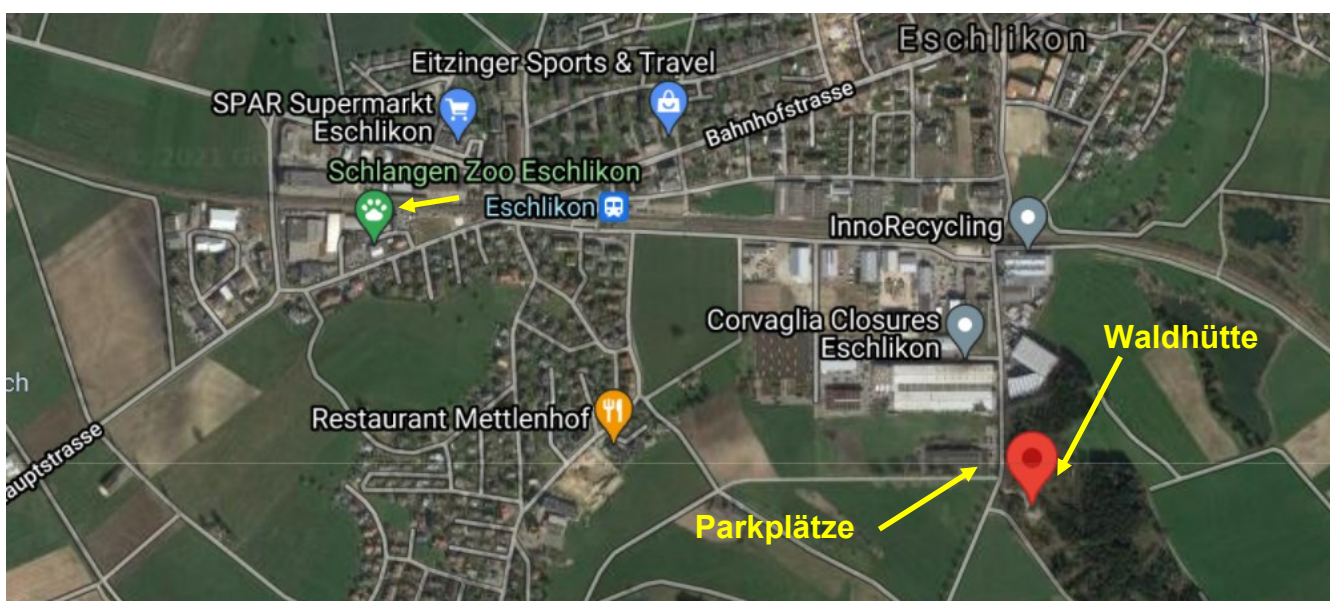 Eschlikon
Eitzinger Sports & Travel
SPAR Supermarkt
Eschlikon
Bahnhofstrasse
Schlangen Zoo Eschlikon
Eschlikon
InnoRecycling
Corvaglia Closures
Eschlikon
Waldhütte
ch
Restaurant Mettlenhof
auptstrasse
Parkplätze